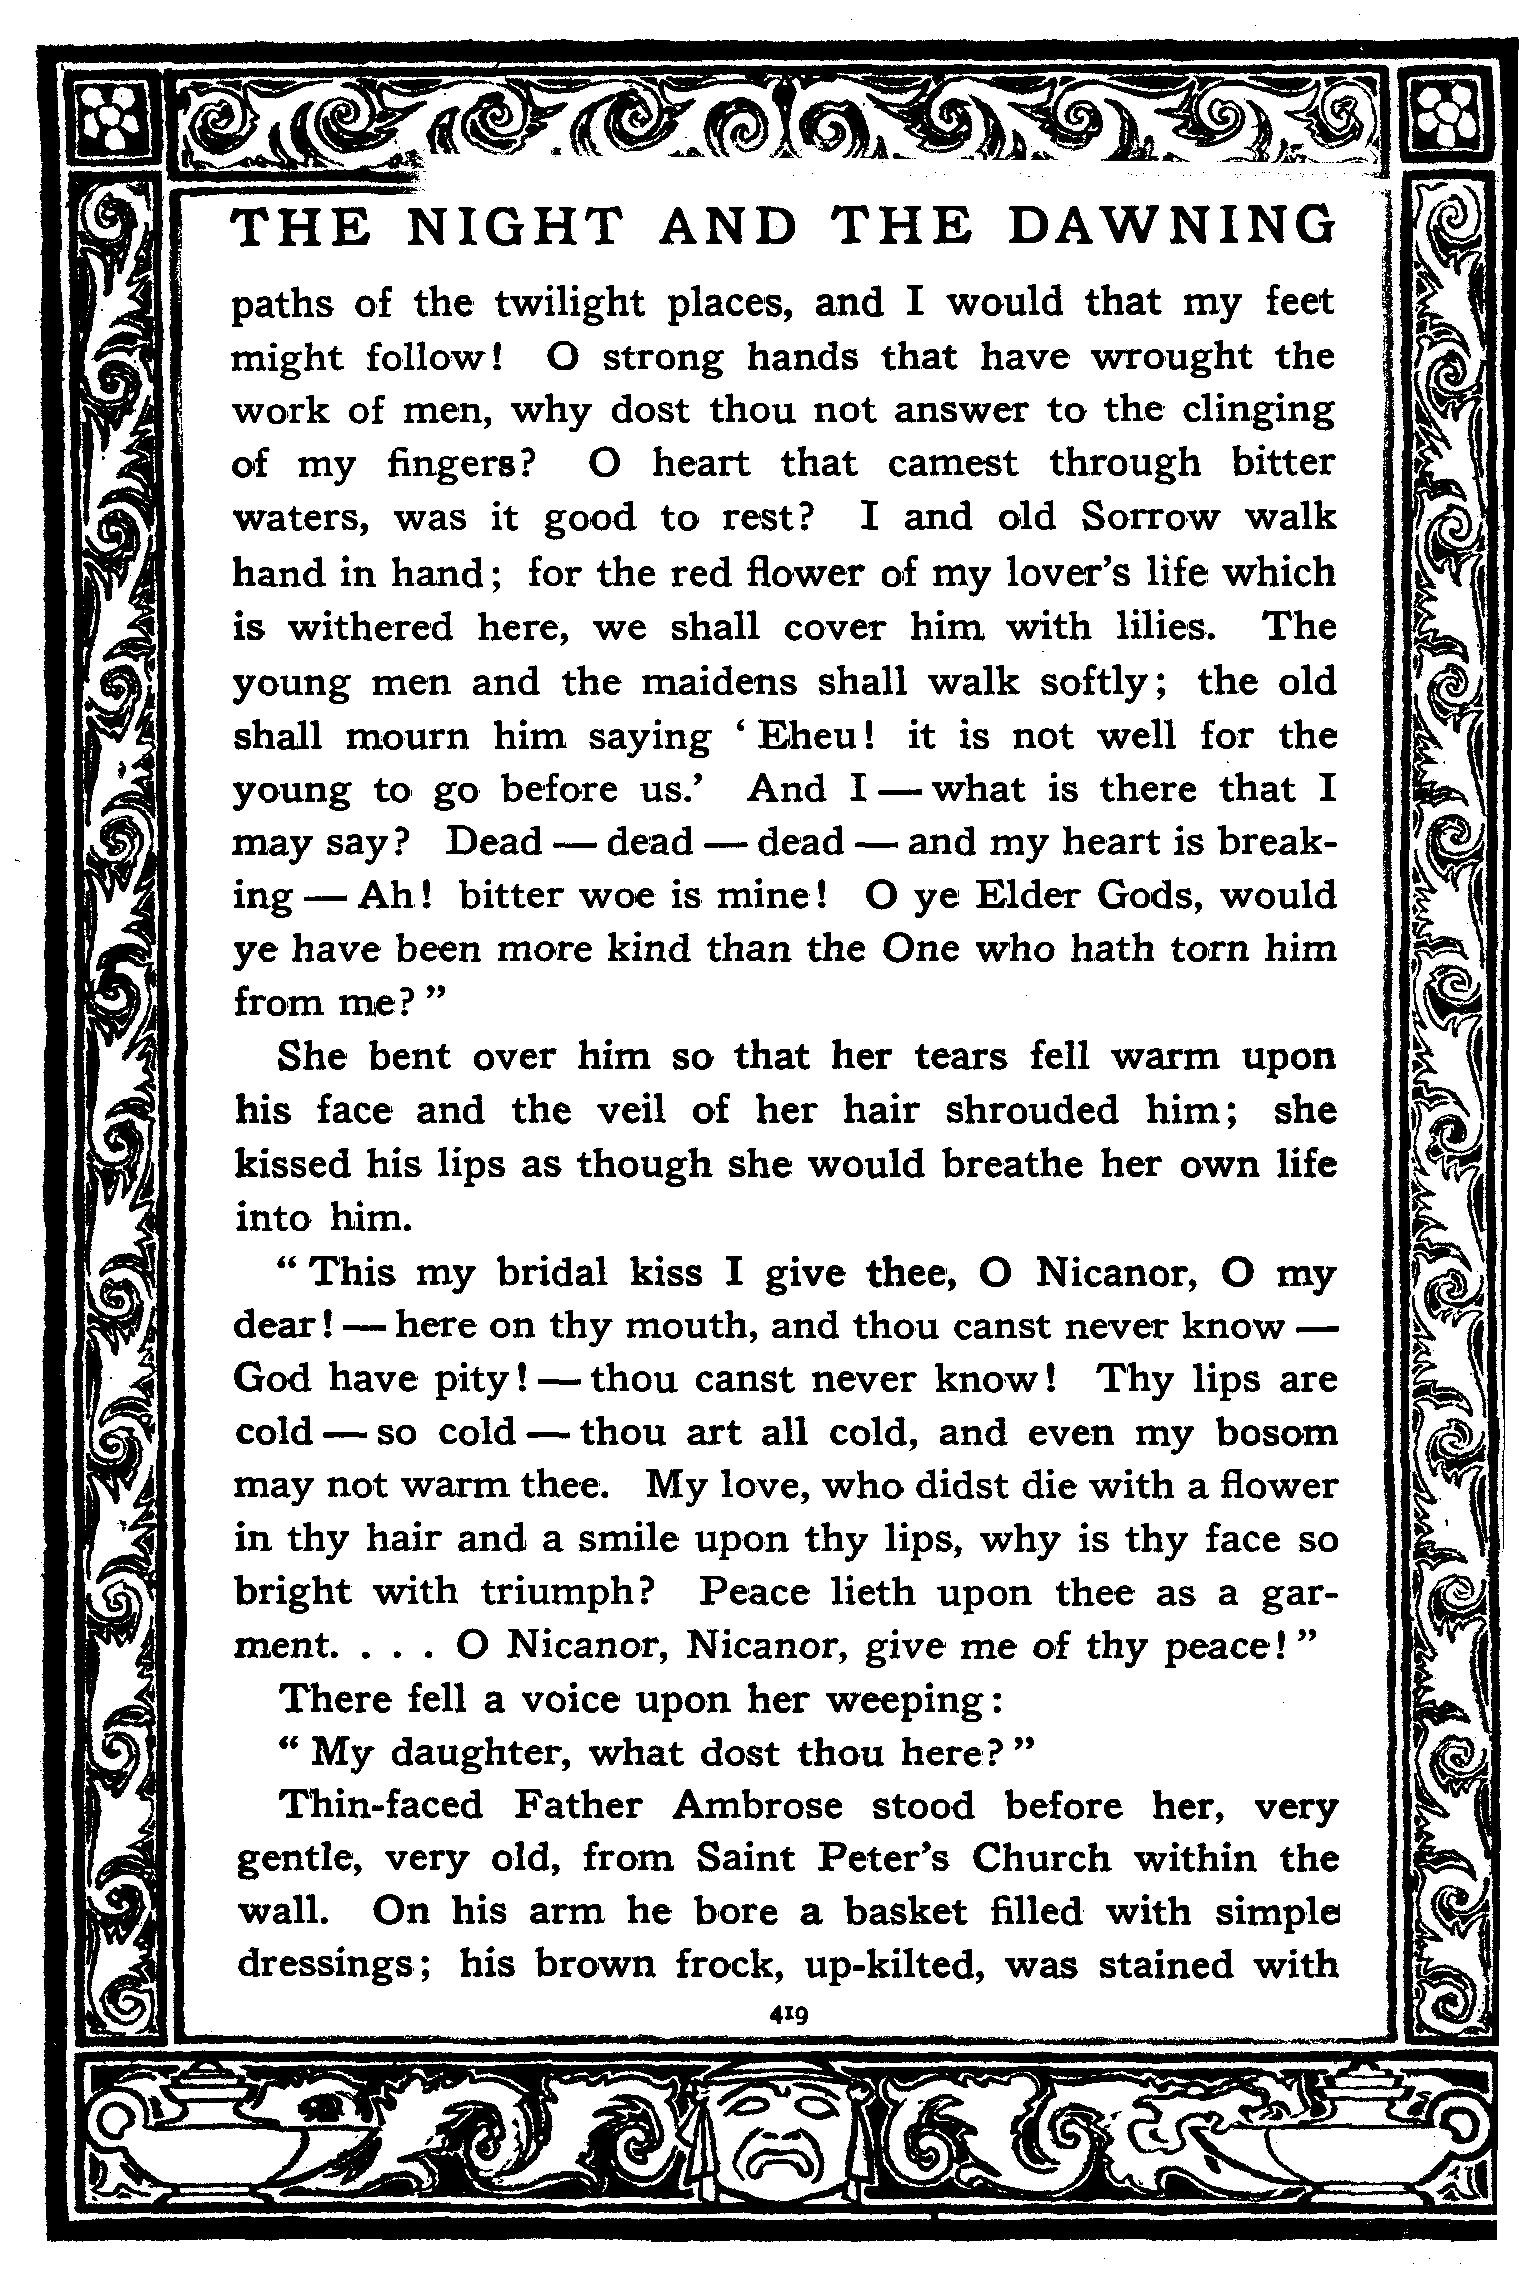 THE NIGHT AND THE DAWNING
paths of the twilight places, and I would that my feet
might follow! O strong hands that have wrought the
work of men, why dost thou not answer to the clinging
of my fingers? O heart that camest through bitter
waters, was it good to rest? I and old Sorrow walk
hand in hand; for the red flower of my lover's life which
is withered here, we shall cover him with lilies. The
young men and the maidens shall walk softly; the old
shall mourn him saying ‘Eheu! it is not well for the
young to go before us.’ And I — what is there that I
may say? Dead — dead — dead — and my heart is break-
ing — Ah! bitter woe is mine! O ye Elder Gods, would
ye have been more kind than the One who hath torn him
from me?”
She bent over him so that her tears fell warm upon
his face and the veil of her hair shrouded him; she
kissed his lips as though she would breathe her own life
into him.
“This my bridal kiss I give thee, O Nicanor, O my
dear! — here on thy mouth, and thou canst never know —
God have pity! — thou canst never know! Thy lips are
cold — so cold — thou art all cold, and even my bosom
may not warm thee. My love, who didst die with a flower
in thy hair and a smile upon thy lips, why is thy face so
bright with triumph? Peace lieth upon thee as a gar-
ment. . . . O Nicanor, Nicanor, give me of thy peace!”
There fell a voice upon her weeping:
“My daughter, what dost thou here?”
Thin-faced Father Ambrose stood before her, very
gentle, very old, from Saint Peter's Church within the
wall. On his arm he bore a basket filled with simple
dressings; his brown frock, up-kilted, was stained with
419